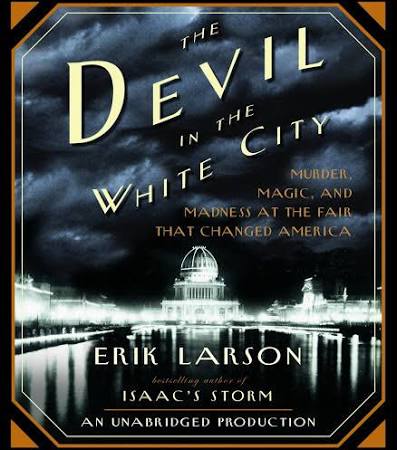 THE
DEVIL
IN THE
WHITE CITY
MURDER,
MAGIC, AND
MADNESS AT THE FAIR
THAT CHANGED AMERICA
ERIK LARSON
bestselling author of
ISAAC'S STORM
AN UNABRIDGED PRODUCTION